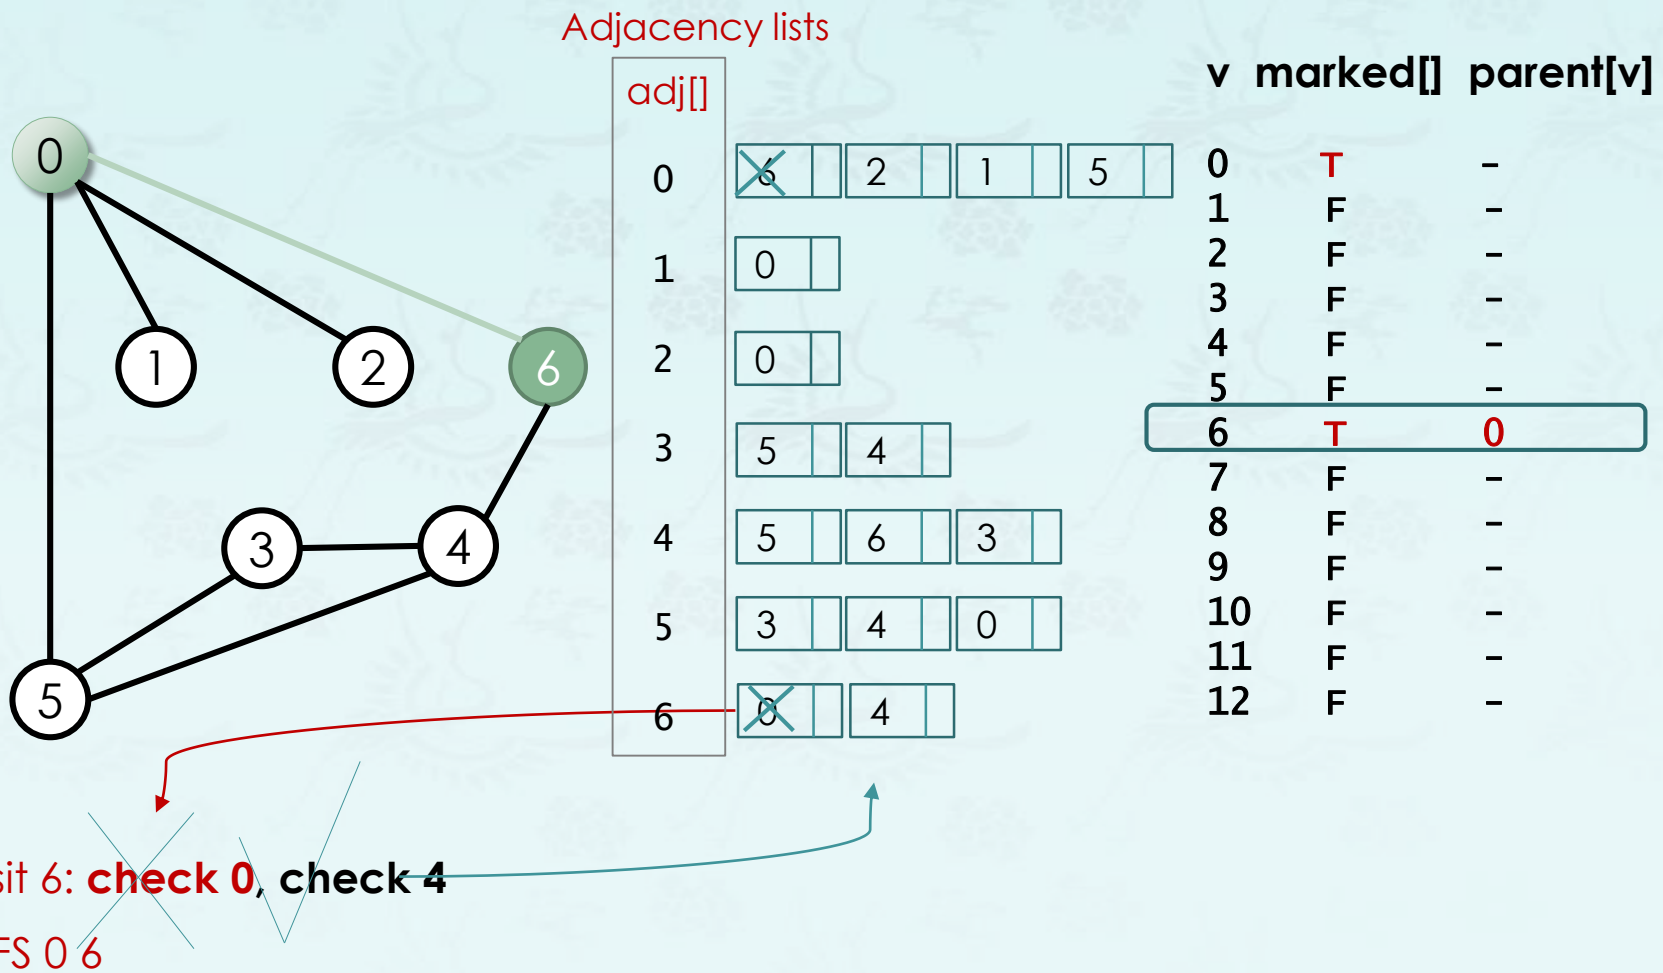 Adjacency lists
v marked[] parent[v]
adj[]
0
0 6 2 1 5
0 T –
1 F –
1 0
2 F –
3 F –
1 2 6
2 0
4 F –
5 F –
6 T 0
3 5 4
7 F –
3 4
4 5 6 3
8 F –
9 F –
10 F –
5 3 4 0
11 F –
5
6 0 4
12 F –
sit 6: check 0, check 4
FS 0 6